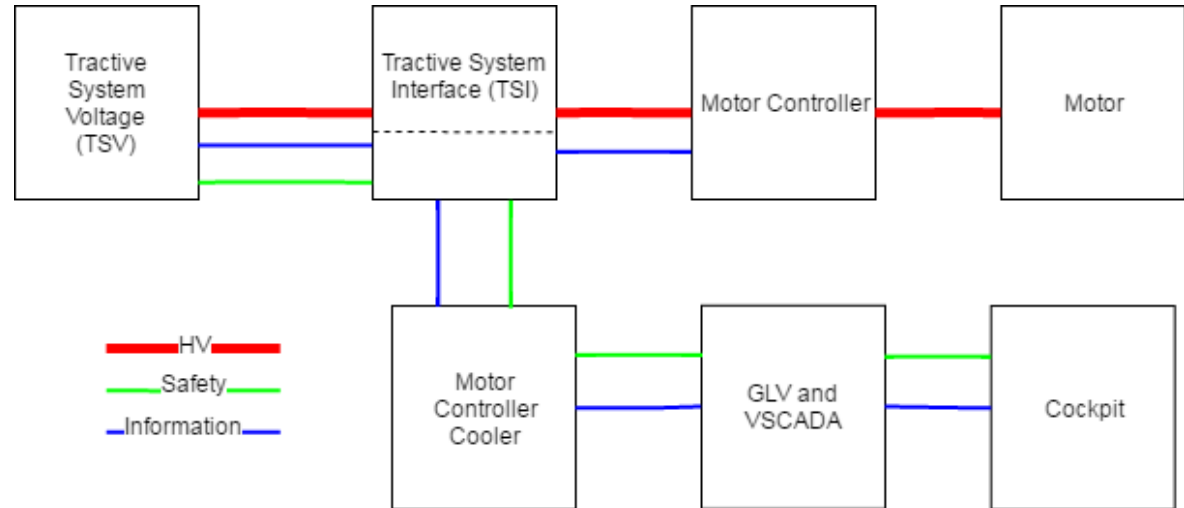 Tractive
System
Voltage
(TSV)
Tractive System
Interface (TSI)
Motor Controller
Motor
HV
Safety
Information
Motor
Controller
Cooler
GLV and
VSCADA
Cockpit